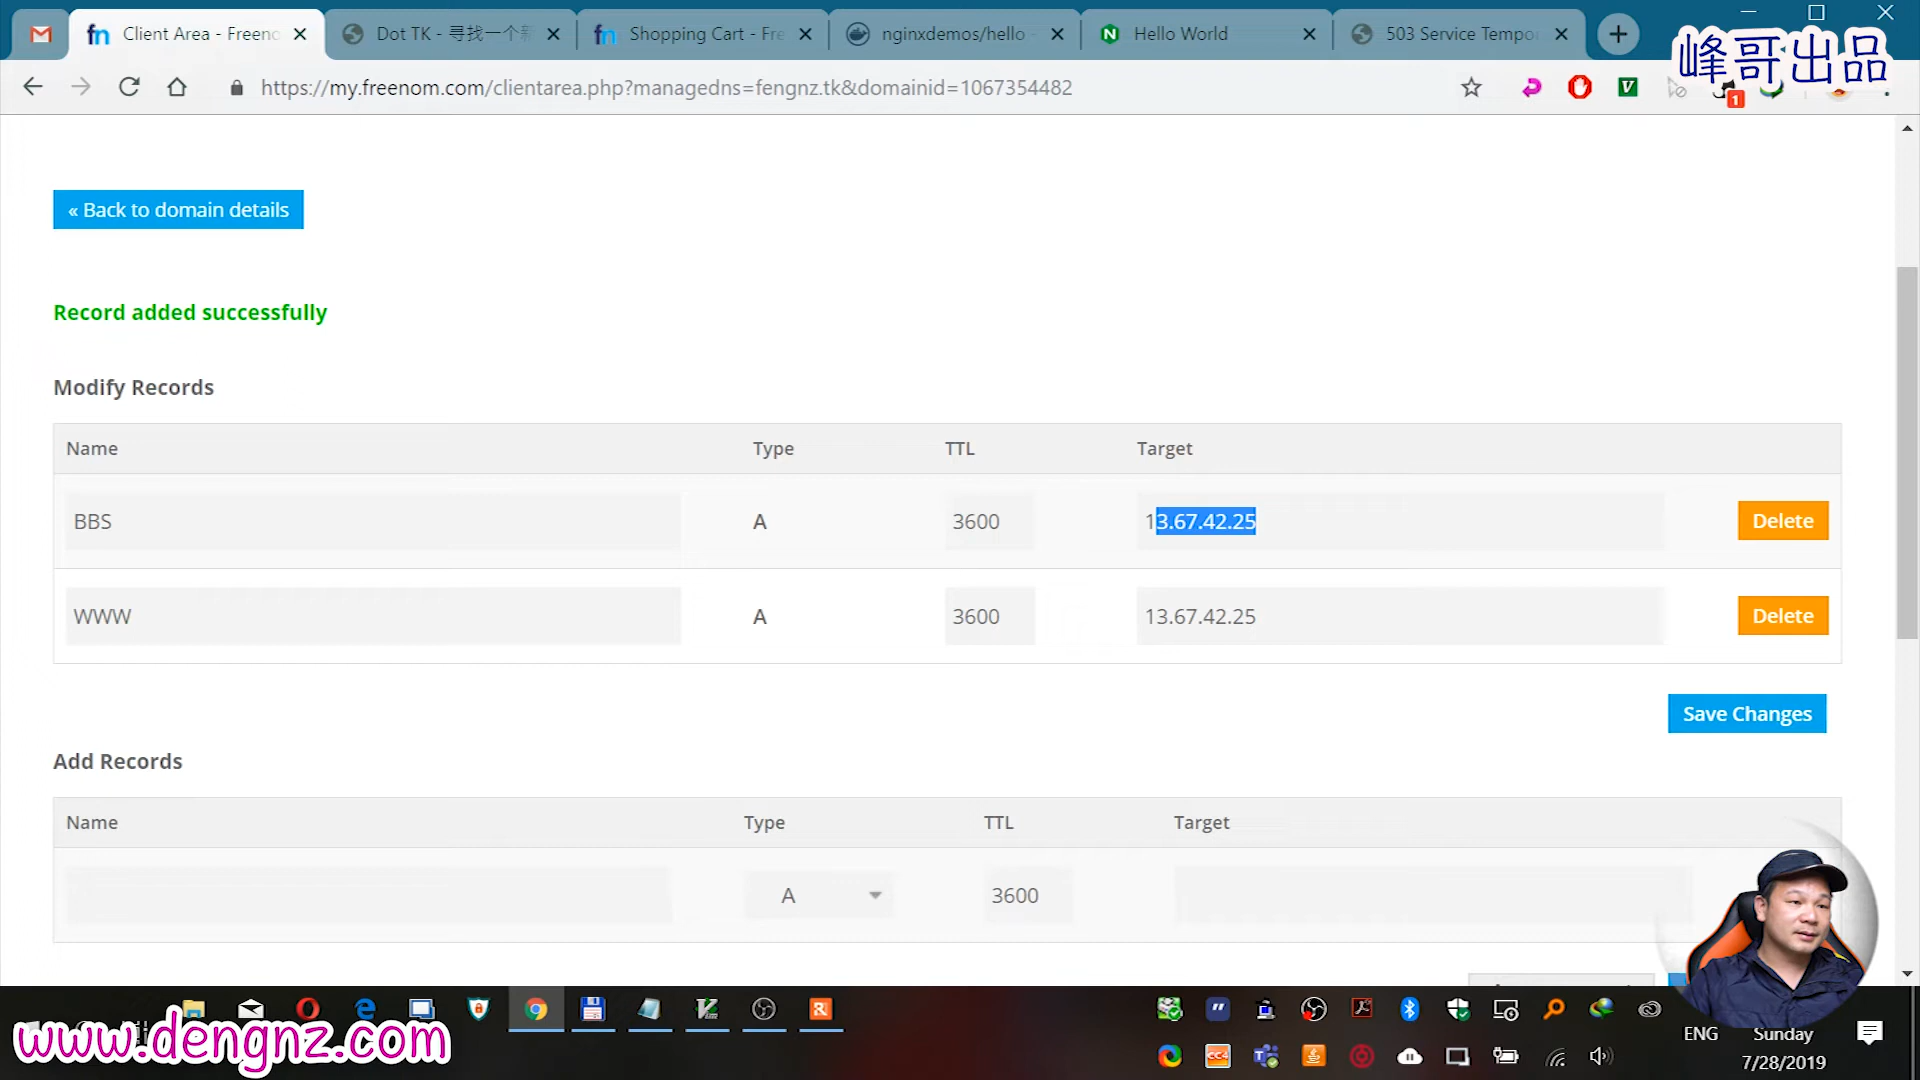 Client Area - Freeno
Dot TK - 寻找一个新
Shopping Cart - Fre
nginxdemos/hello -
Hello World
503 Service Tempo
峰哥出品
https://my.freenom.com/clientarea.php?managedns=fengnz.tk&domainid=1067354482
1
« Back to domain details
Record added successfully
Modify Records
Name Type TTL Target
BBS A 3600 13.67.42.25 Delete
WWW A 3600 13.67.42.25 Delete
Save Changes
Add Records
Name Type TTL Target
A 3600
www.dengnz.com
ENG
Sunday
7/28/2019